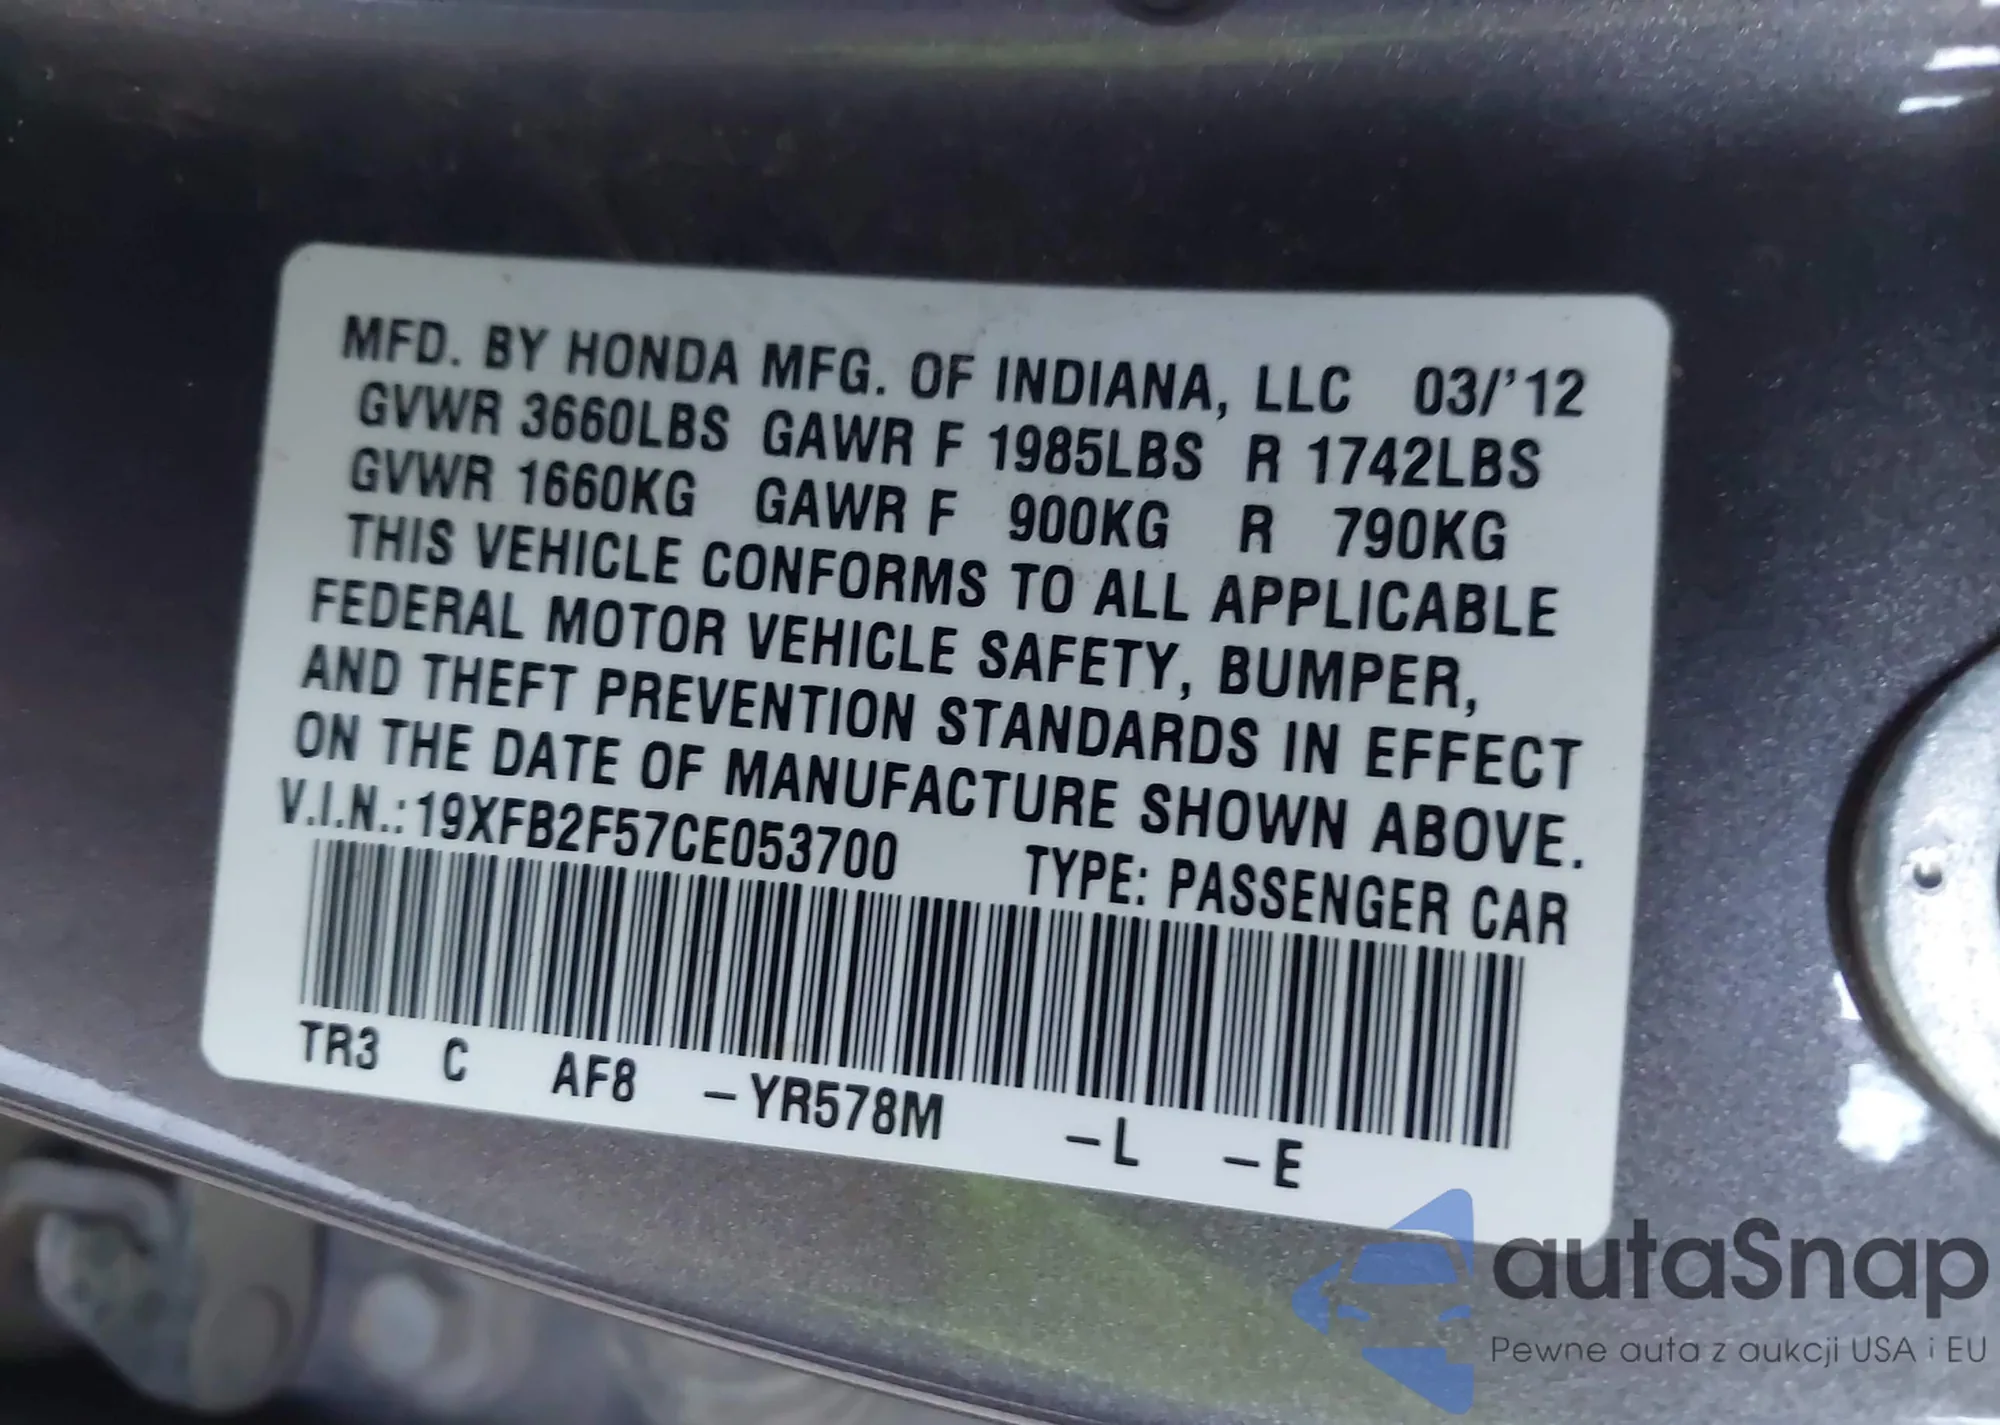 MFD. BY HONDA MFG. OF INDIANA, LLC 03/'12
GVWR 3660LBS GAWR F 1985LBS R 1742LBS
GVWR 1660KG GAWR F 900KG R 790KG
THIS VEHICLE CONFORMS TO ALL APPLICABLE
FEDERAL MOTOR VEHICLE SAFETY, BUMPER,
AND THEFT PREVENTION STANDARDS IN EFFECT
ON THE DATE OF MANUFACTURE SHOWN ABOVE.
V.I.N.: 19XFB2F57CE053700 TYPE: PASSENGER CAR
TR3 C AF8 –YR578M –L –E
autaSnap
Pewne auta z aukcji USA i EU